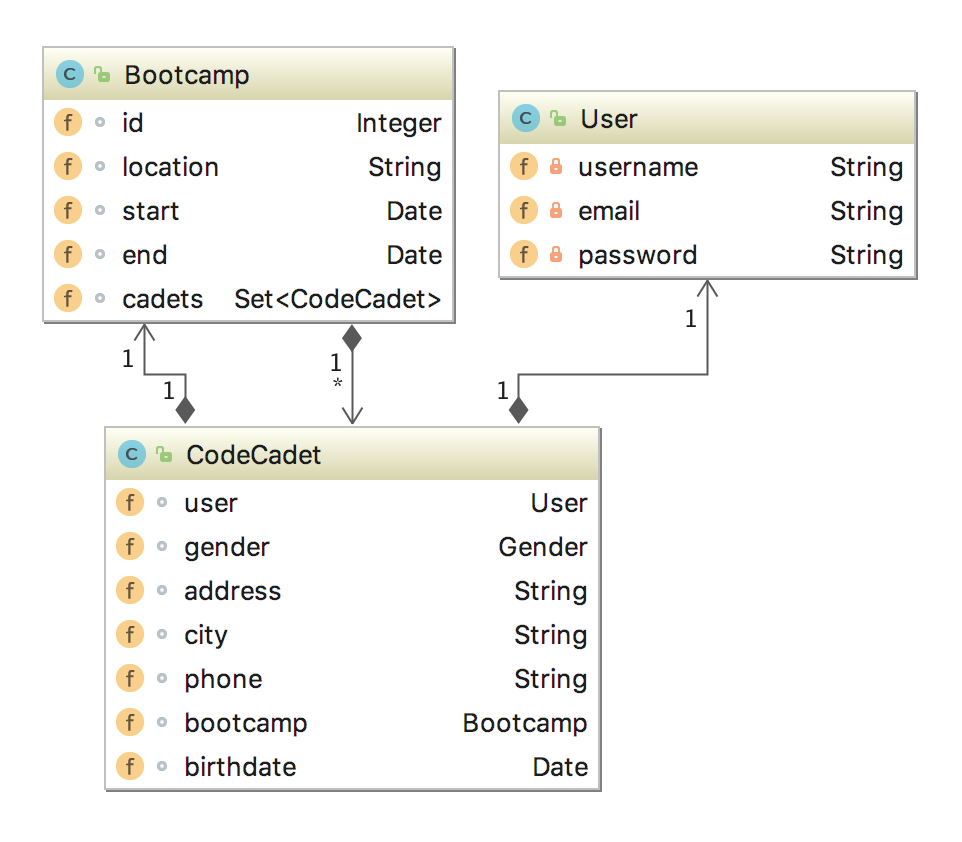 C Bootcamp
f id Integer
f location String
f start Date
f end Date
f cadets Set<CodeCadet>
C User
f username String
f email String
f password String
1
1
1
*
1
1
C CodeCadet
f user User
f gender Gender
f address String
f city String
f phone String
f bootcamp Bootcamp
f birthdate Date